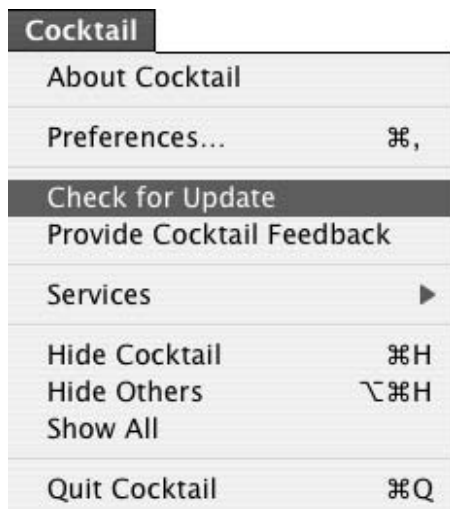 Cocktail
About Cocktail
Preferences... ⌘,
Check for Update
Provide Cocktail Feedback
Services ▶
Hide Cocktail ⌘H
Hide Others ⌥⌘H
Show All
Quit Cocktail ⌘Q